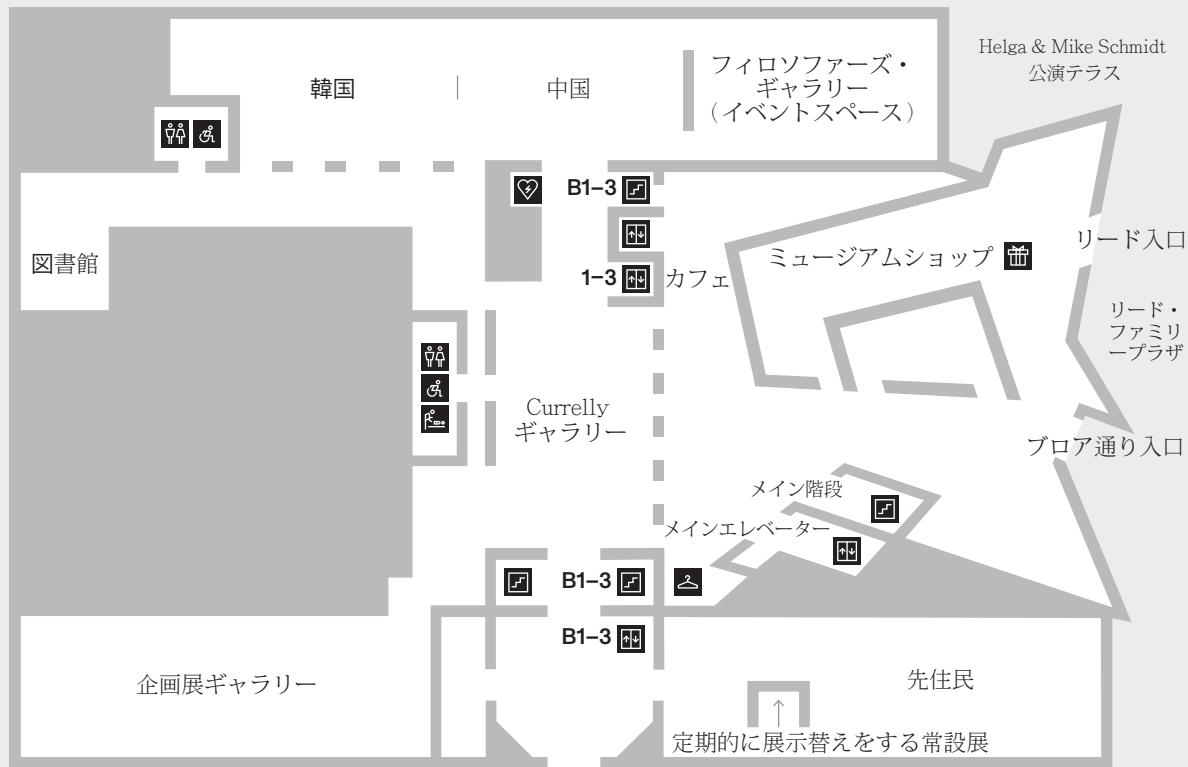 Helga & Mike Schmidt
公演テラス
韓国
中国
フィロソファーズ・
ギャラリー
（イベントスペース）
B1–3
1–3
カフェ
図書館
ミュージアムショップ
リード入口
リード・
ファミリ
ープラザ
Currelly
ギャラリー
ブロア通り入口
メイン階段
メインエレベーター
B1–3
B1–3
企画展ギャラリー
先住民
定期的に展示替えをする常設展